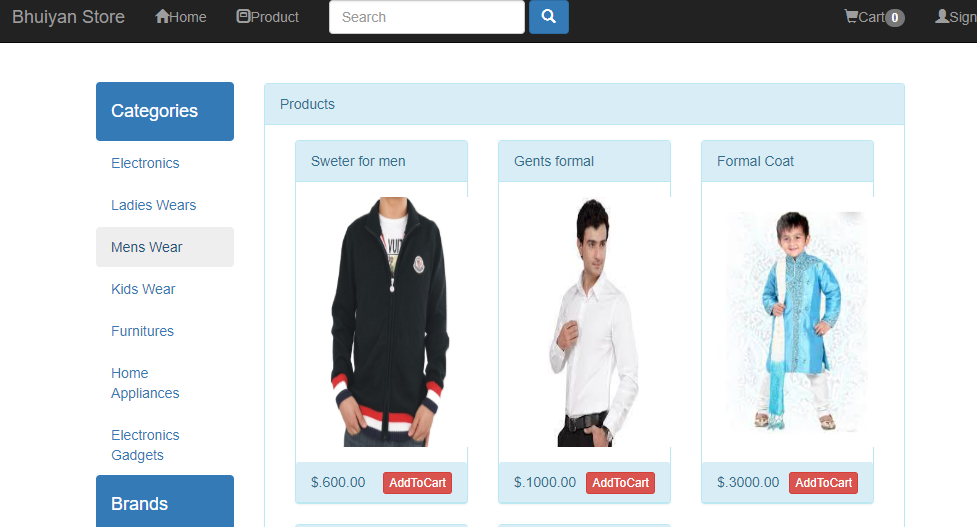 Bhuiyan Store Home Product Search Cart 0 Sign
Categories
Electronics
Ladies Wears
Mens Wear
Kids Wear
Furnitures
Home
Appliances
Electronics
Gadgets
Brands
Products
Sweter for men
$.600.00 AddToCart
Gents formal
$.1000.00 AddToCart
Formal Coat
$.3000.00 AddToCart